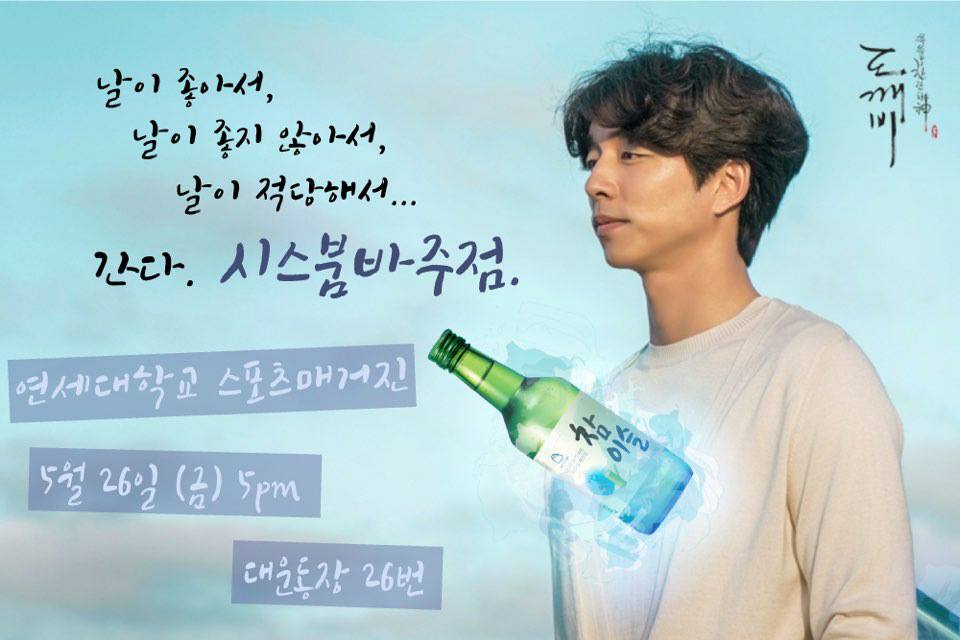 날이 좋아서,
날이 좋지 않아서,
날이 적당해서...
간다. 시스붐바주점.
연세대학교 스포츠매거진
5월 26일 (금) 5pm
대운동장 26번
참이슬
도깨비